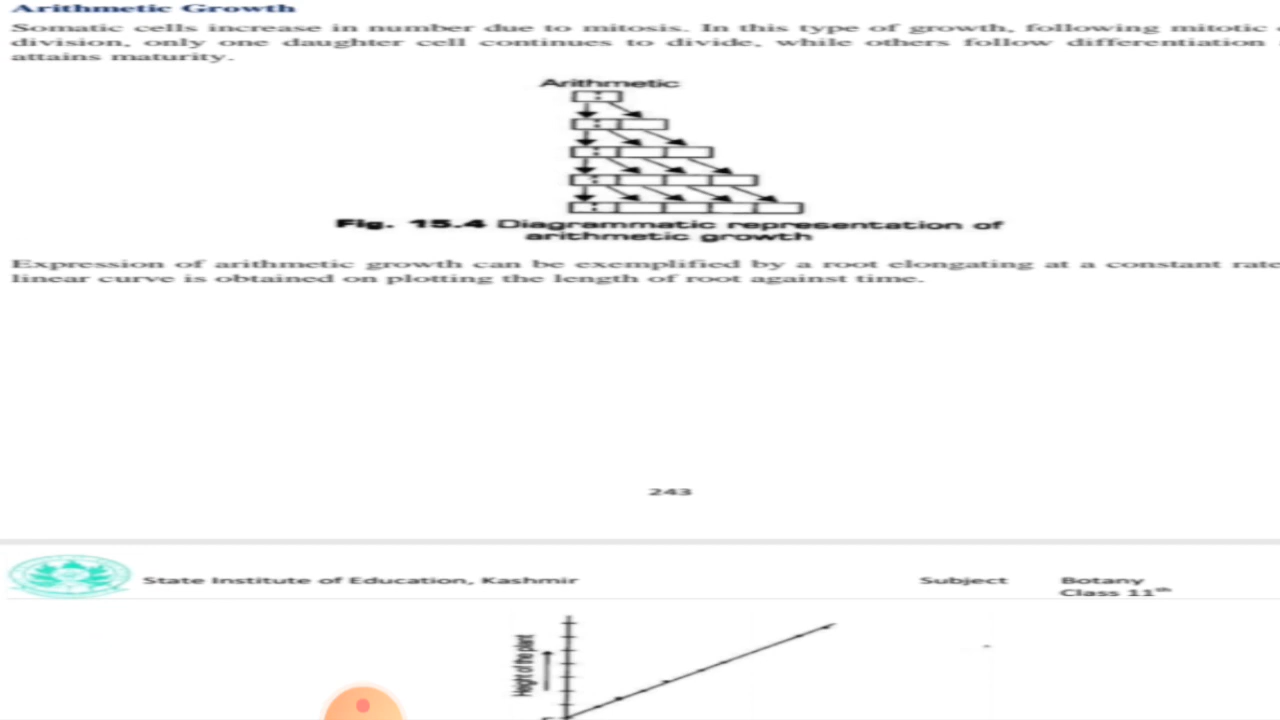 Arithmetic Growth
Somatic cells increase in number due to mitosis. In this type of growth, following mitotic
division, only one daughter cell continues to divide, while others follow differentiation
attains maturity.
Arithmetic
Fig. 15.4 Diagrammatic representation of
arithmetic growth
Expression of arithmetic growth can be exemplified by a root elongating at a constant rate
linear curve is obtained on plotting the length of root against time.
243
State Institute of Education, Kashmir Subject Botany
Class 11th
Height of the plant